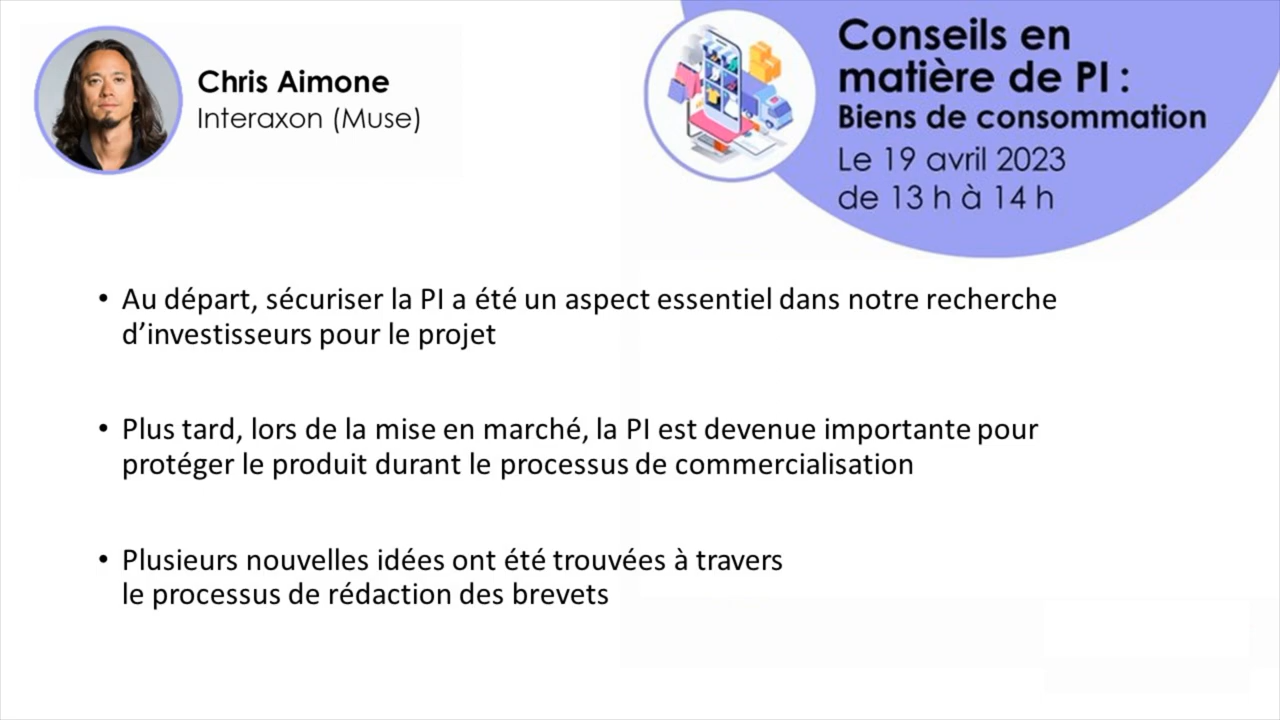 Chris Aimone
Interaxon (Muse)
Conseils en
matière de PI :
Biens de consommation
Le 19 avril 2023
de 13 h à 14 h
• Au départ, sécuriser la PI a été un aspect essentiel dans notre recherche
d’investisseurs pour le projet
• Plus tard, lors de la mise en marché, la PI est devenue importante pour
protéger le produit durant le processus de commercialisation
• Plusieurs nouvelles idées ont été trouvées à travers
le processus de rédaction des brevets